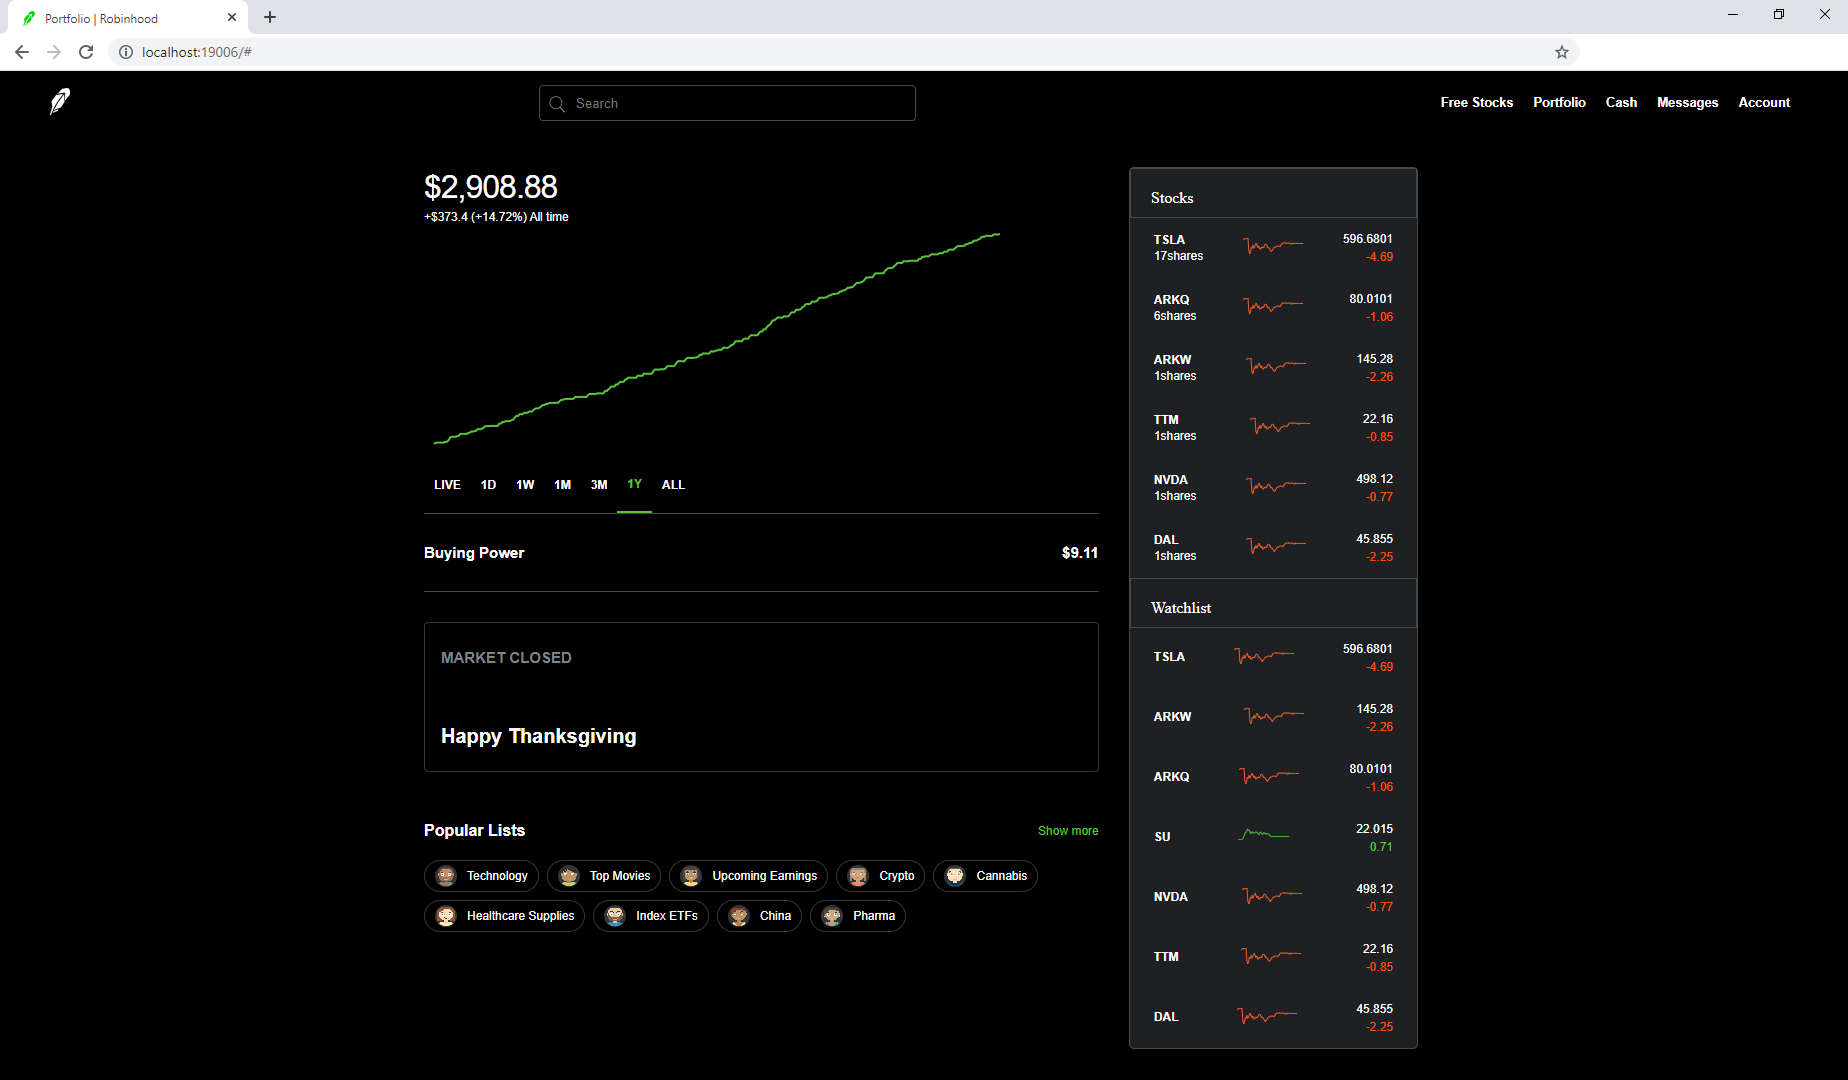 Portfolio | Robinhood
localhost:19006/#
Search
Free Stocks Portfolio Cash Messages Account
$2,908.88
+$373.4 (+14.72%) All time
LIVE 1D 1W 1M 3M 1Y ALL
Buying Power $9.11
MARKET CLOSED
Happy Thanksgiving
Popular Lists Show more
Technology Top Movies Upcoming Earnings Crypto Cannabis
Healthcare Supplies Index ETFs China Pharma
Stocks
TSLA 596.6801
17shares -4.69
ARKQ 80.0101
6shares -1.06
ARKW 145.28
1shares -2.26
TTM 22.16
1shares -0.85
NVDA 498.12
1shares -0.77
DAL 45.855
1shares -2.25
Watchlist
TSLA 596.6801
-4.69
ARKW 145.28
-2.26
ARKQ 80.0101
-1.06
SU 22.015
0.71
NVDA 498.12
-0.77
TTM 22.16
-0.85
DAL 45.855
-2.25